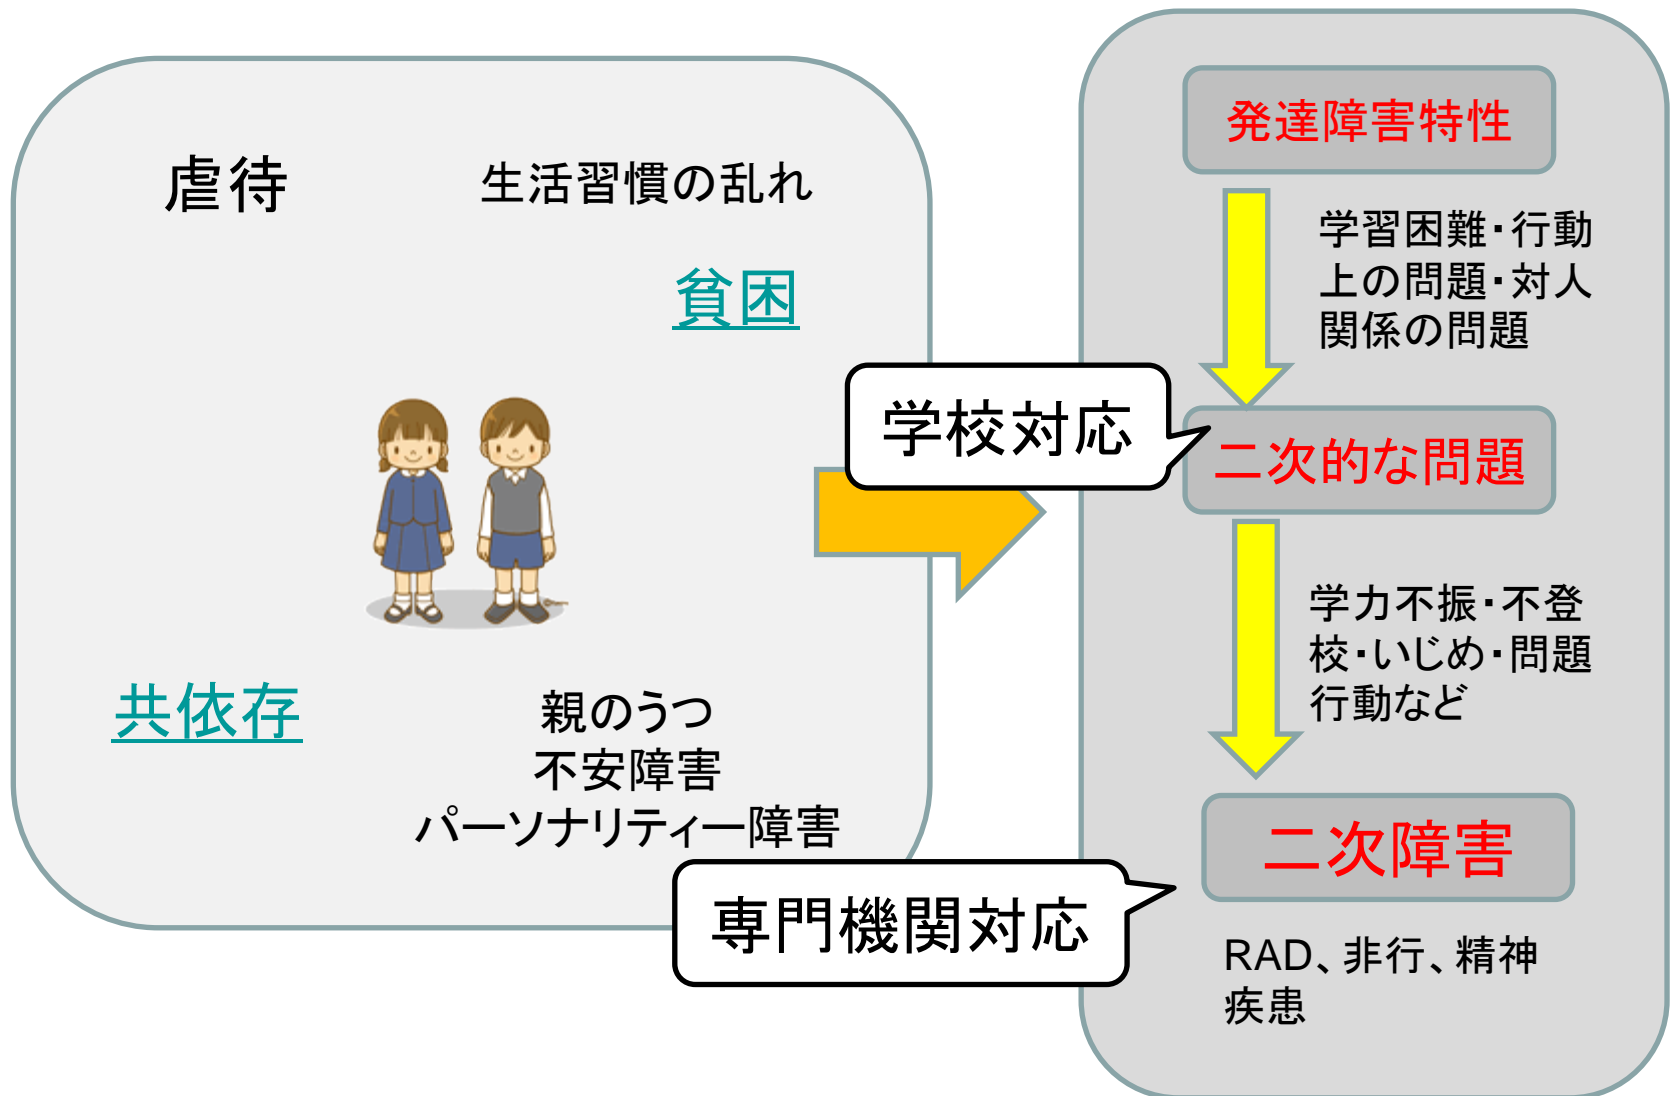 虐待
生活習慣の乱れ
貧困
共依存
親のうつ
不安障害
パーソナリティー障害
学校対応
専門機関対応
発達障害特性
学習困難・行動
上の問題・対人
関係の問題
二次的な問題
学力不振・不登
校・いじめ・問題
行動など
二次障害
RAD、非行、精神
疾患